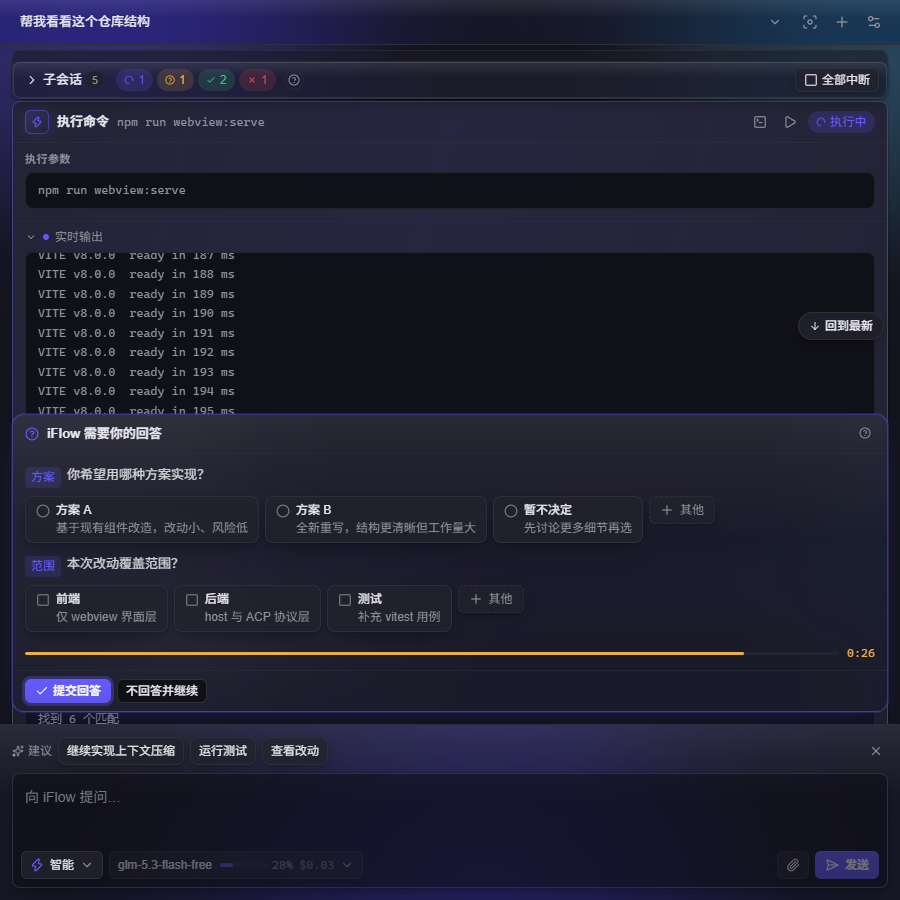 帮我看看这个仓库结构
子会话 5 1 1 2 1 全部中断
执行命令 npm run webview:serve 执行中
执行参数
npm run webview:serve
实时输出
VITE v8.0.0 ready in 187 ms
VITE v8.0.0 ready in 188 ms
VITE v8.0.0 ready in 189 ms
VITE v8.0.0 ready in 190 ms
VITE v8.0.0 ready in 191 ms
VITE v8.0.0 ready in 192 ms
VITE v8.0.0 ready in 193 ms
VITE v8.0.0 ready in 194 ms
VITE v8.0.0 ready in 195 ms
回到最新
iFlow 需要你的回答
方案 你希望用哪种方案实现？
方案 A
基于现有组件改造，改动小、风险低
方案 B
全新重写，结构更清晰但工作量大
暂不决定
先讨论更多细节再选
其他
范围 本次改动覆盖范围？
前端
仅 webview 界面层
后端
host 与 ACP 协议层
测试
补充 vitest 用例
其他
0:26
提交回答 不回答并继续
找到 6 个匹配
建议 继续实现上下文压缩 运行测试 查看改动
向 iFlow 提问…
智能 glm-5.3-flash-free 28% $0.03 发送